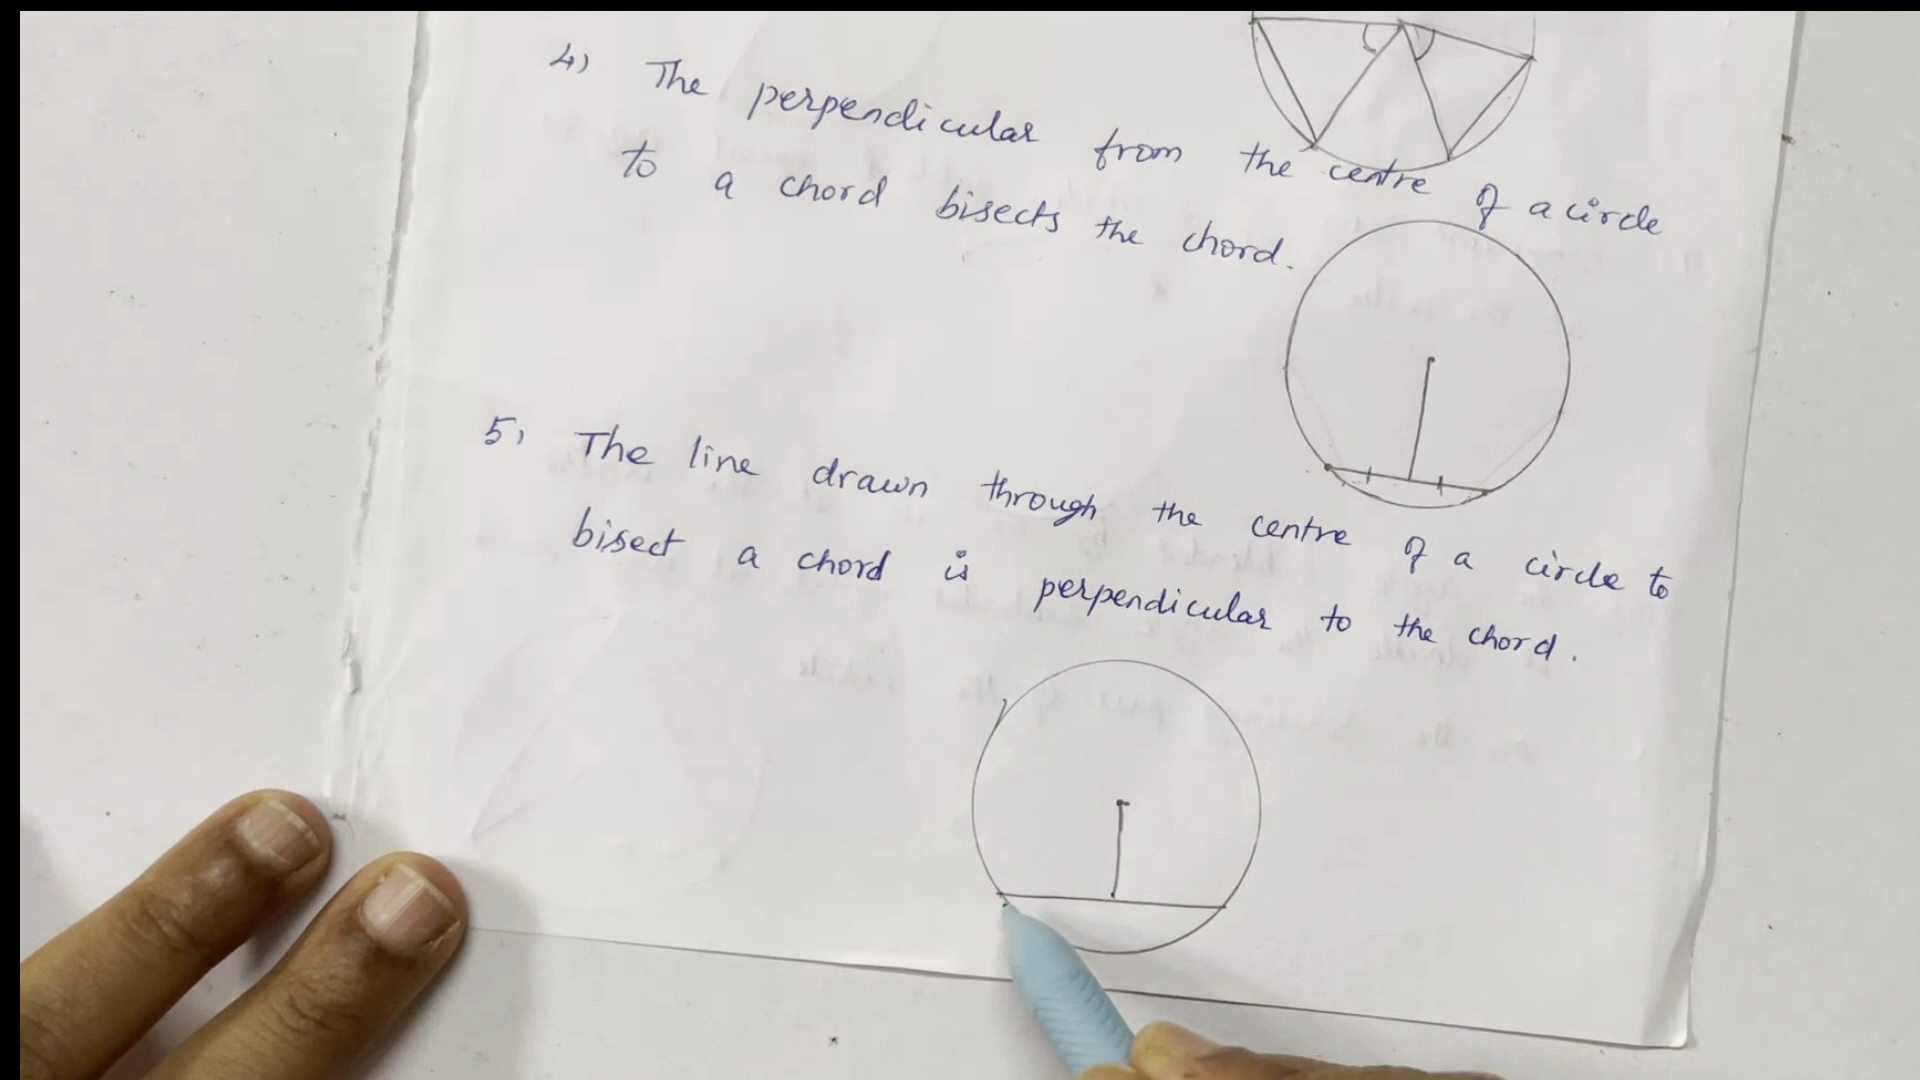 4) The perpendicular from the centre of a circle
to a chord bisects the chord.
5) The line drawn through the centre of a circle to
bisect a chord is perpendicular to the chord.